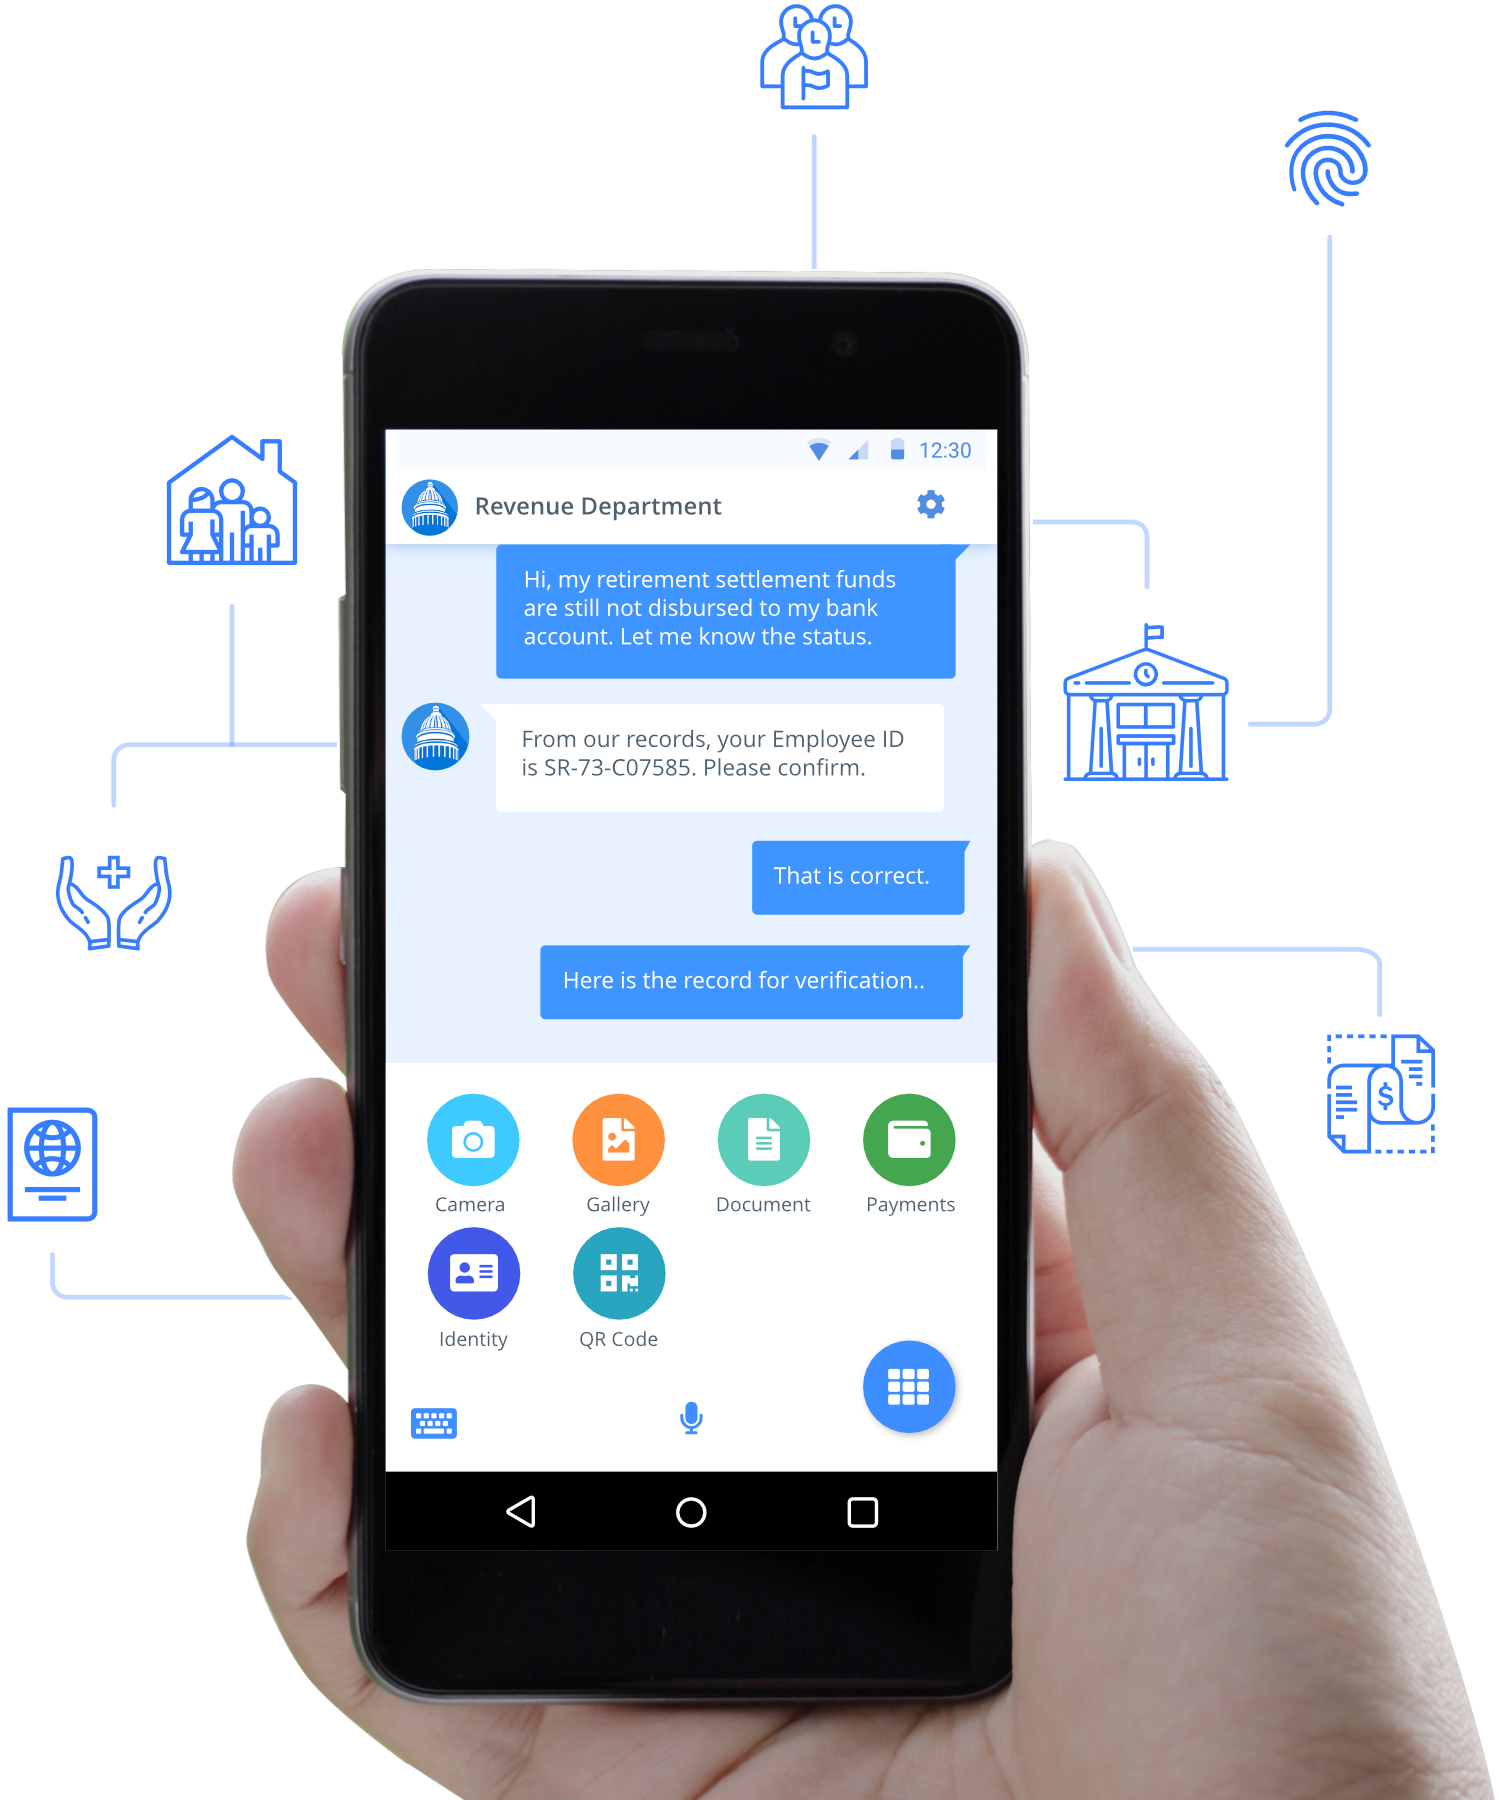 12:30
Revenue Department
Hi, my retirement settlement funds
are still not disbursed to my bank
account. Let me know the status.
From our records, your Employee ID
is SR-73-C07585. Please confirm.
That is correct.
Here is the record for verification..
Camera Gallery Document Payments
Identity QR Code
$